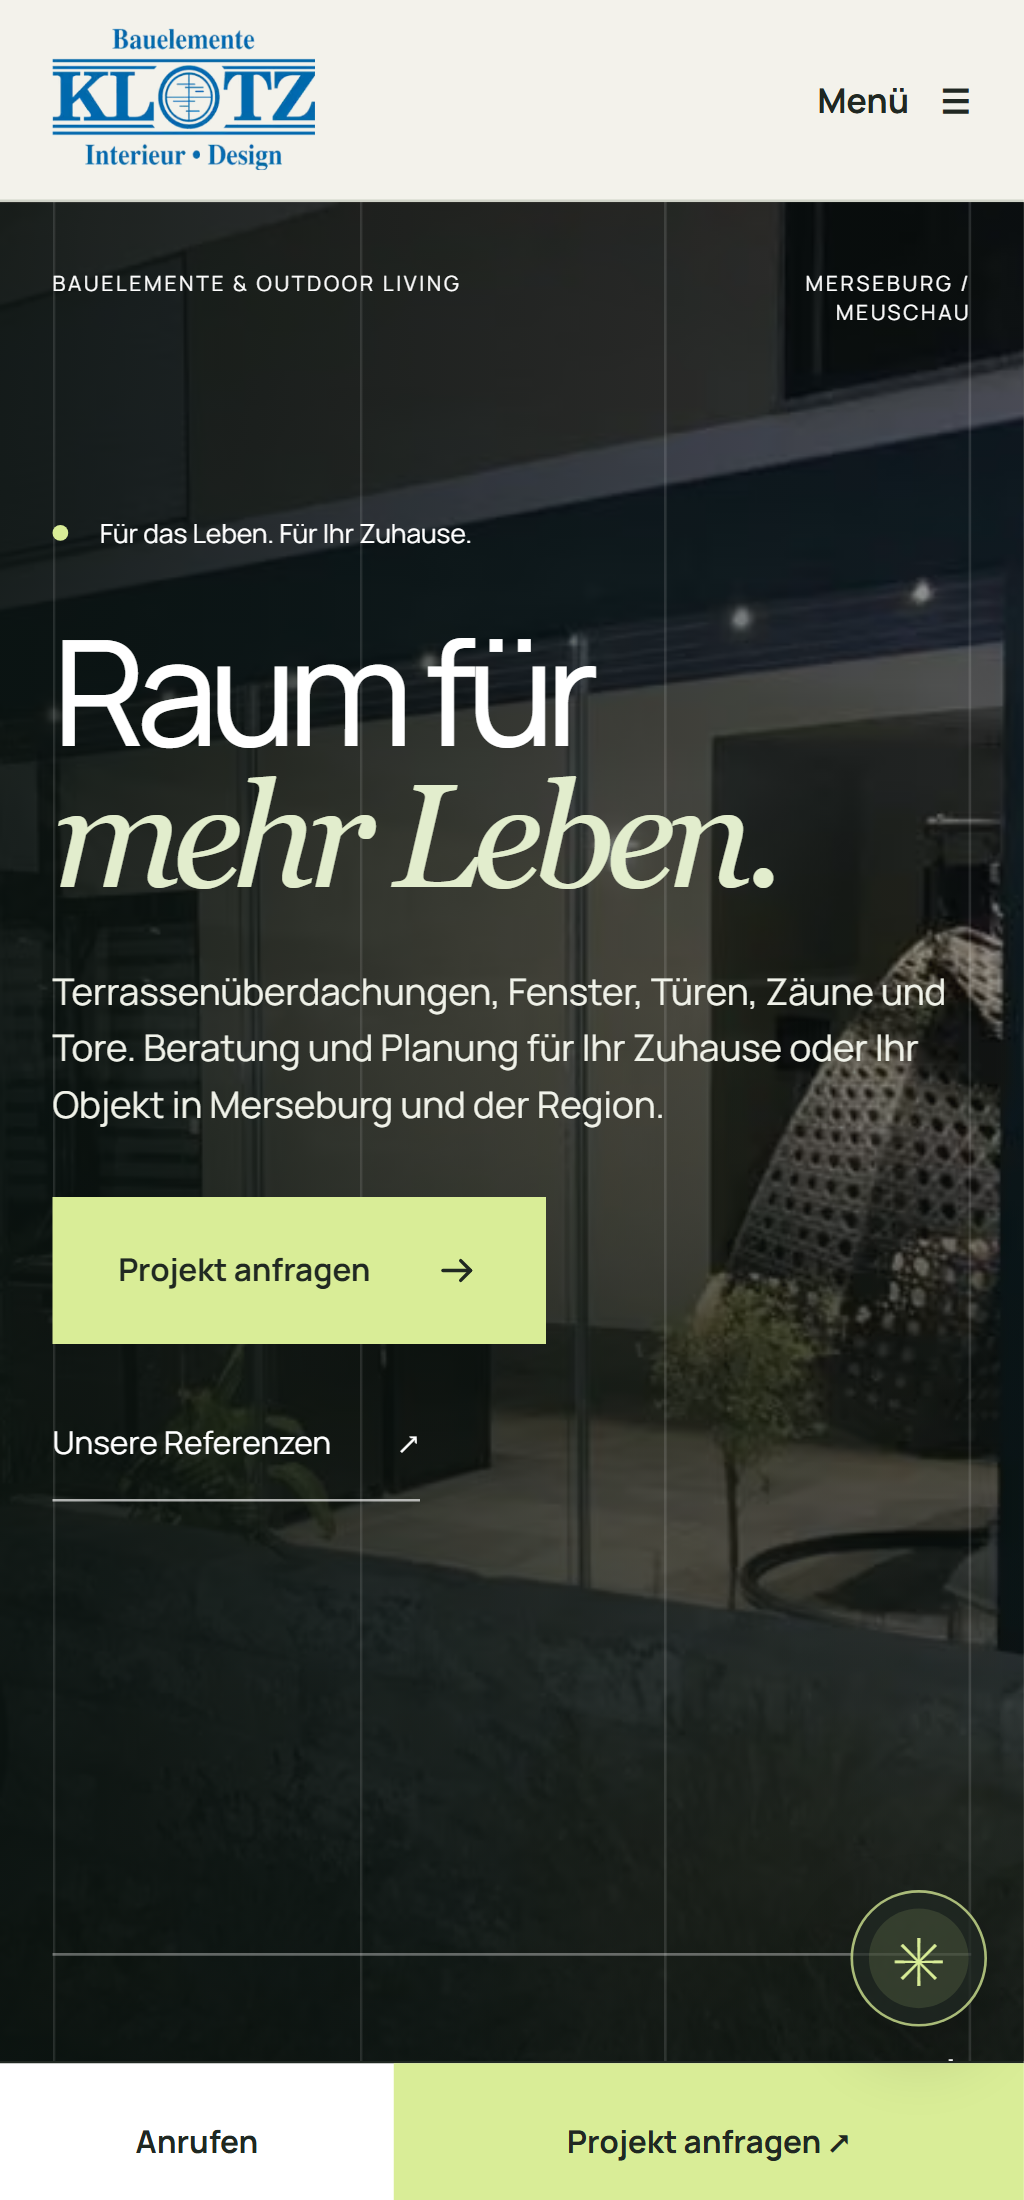 Bauelemente
KLOTZ
Interieur • Design
Menü
BAUELEMENTE & OUTDOOR LIVING
MERSEBURG /
MEUSCHAU
Für das Leben. Für Ihr Zuhause.
Raum für
mehr Leben.
Terrassenüberdachungen, Fenster, Türen, Zäune und
Tore. Beratung und Planung für Ihr Zuhause oder Ihr
Objekt in Merseburg und der Region.
Projekt anfragen →
Unsere Referenzen ↗
Anrufen
Projekt anfragen ↗